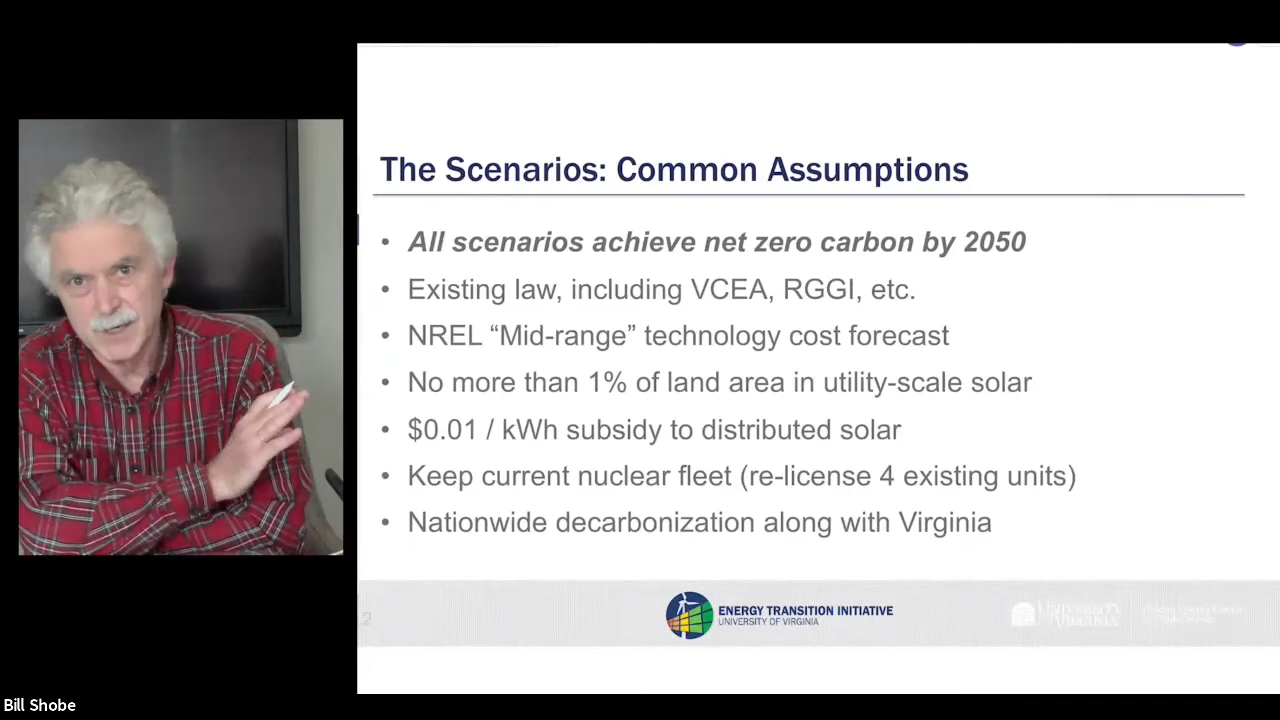 The Scenarios: Common Assumptions
• All scenarios achieve net zero carbon by 2050
• Existing law, including VCEA, RGGI, etc.
• NREL “Mid-range” technology cost forecast
• No more than 1% of land area in utility-scale solar
• $0.01 / kWh subsidy to distributed solar
• Keep current nuclear fleet (re-license 4 existing units)
• Nationwide decarbonization along with Virginia
2
ENERGY TRANSITION INITIATIVE
UNIVERSITY OF VIRGINIA
UNIVERSITY
VIRGINIA
Bill Shobe